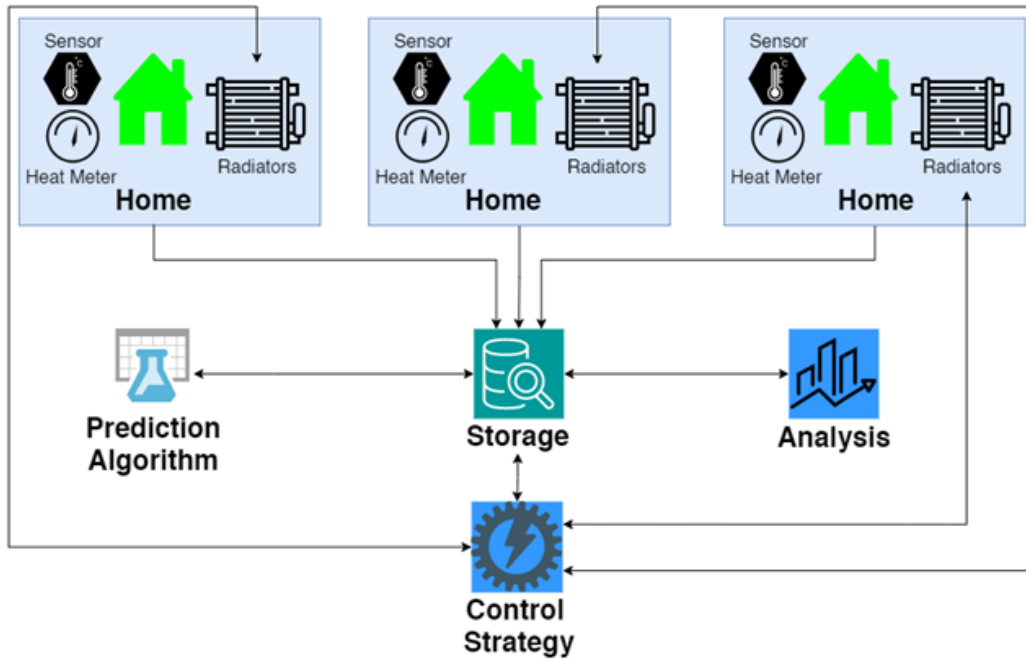 Sensor
°C
Heat Meter
Radiators
Home
Sensor
°C
Heat Meter
Radiators
Home
Sensor
°C
Heat Meter
Radiators
Home
Prediction
Algorithm
Storage
Analysis
Control
Strategy